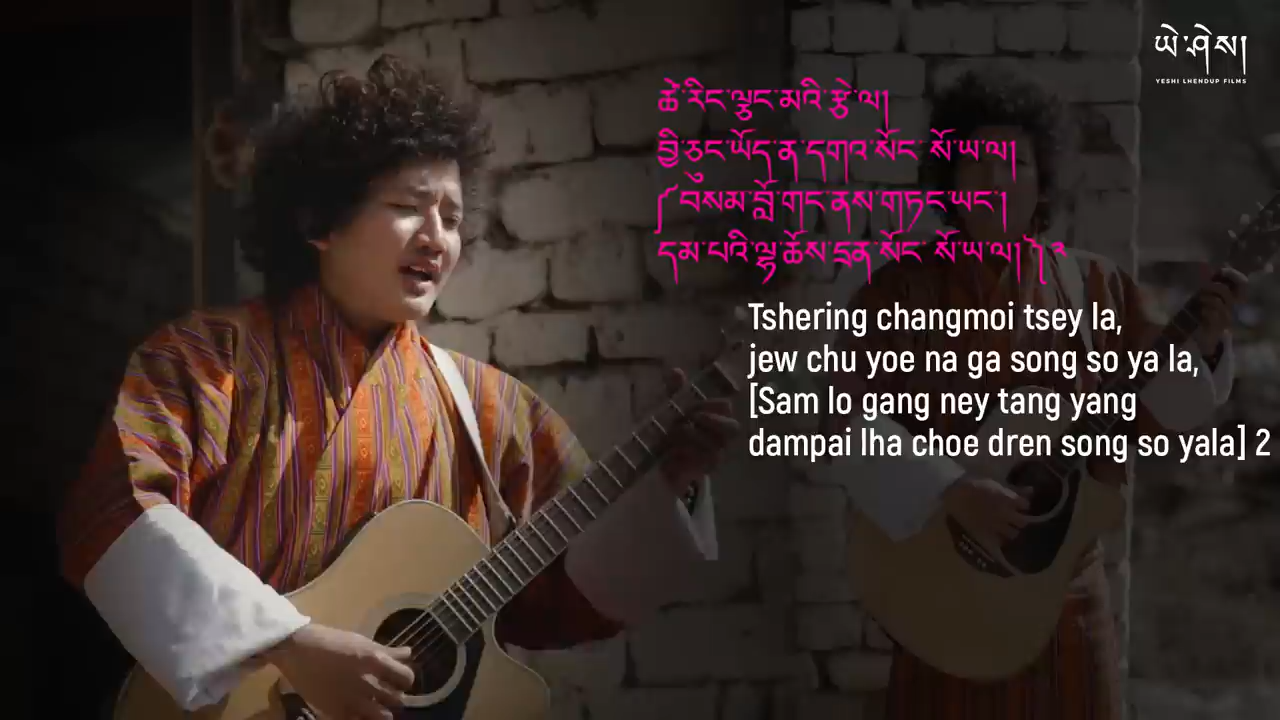 ཡེ་ཤེས།
YESHI LHENDUP FILMS
ཚེ་རིང་ལྕང་མའི་རྩེ་ལ།
བྱི་ཅུང་ཡོད་ན་དགའ་སོང་ སོ་ཡ་ལ།
༼བསམ་བློ་གང་ནས་གཏང་ཡང་།
དམ་པའི་ལྷ་ཆོས་དྲན་སོང་ སོ་ཡ་ལ།༽༢
Tshering changmoi tsey la,
jew chu yoe na ga song so ya la,
[Sam lo gang ney tang yang
dampai lha choe dren song so yala] 2